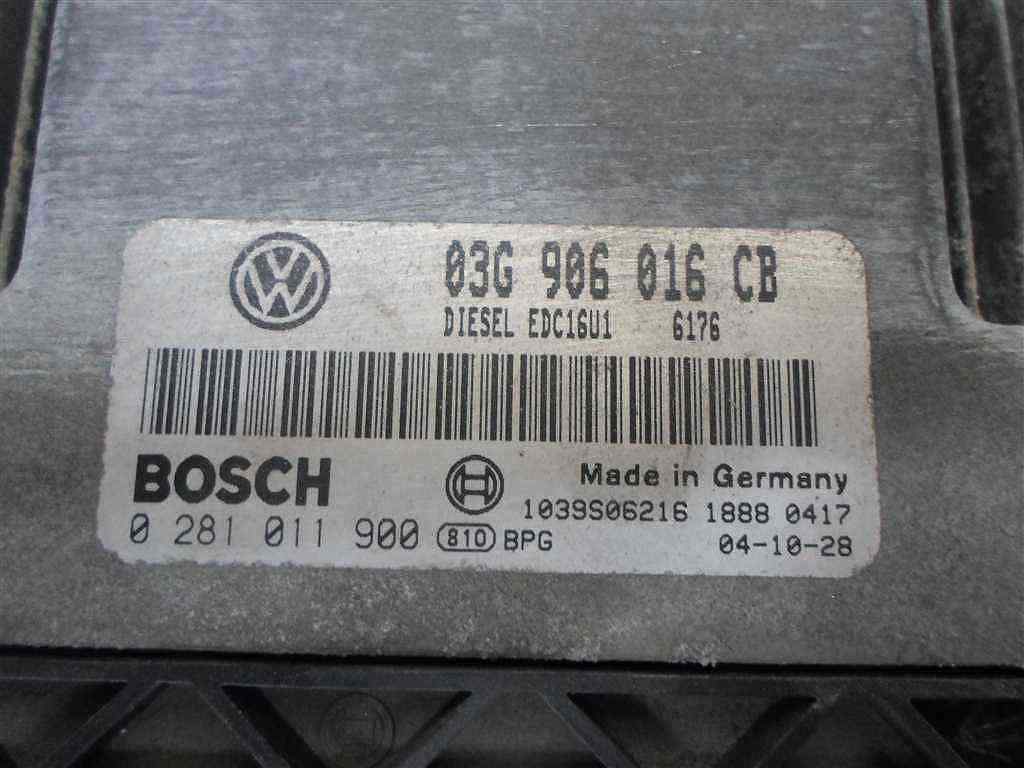 03G 906 016 CB
DIESEL EDC16U1 6176
BOSCH
Made in Germany
1039S06216 1888 0417
0 281 011 900 810 BPG
04-10-28